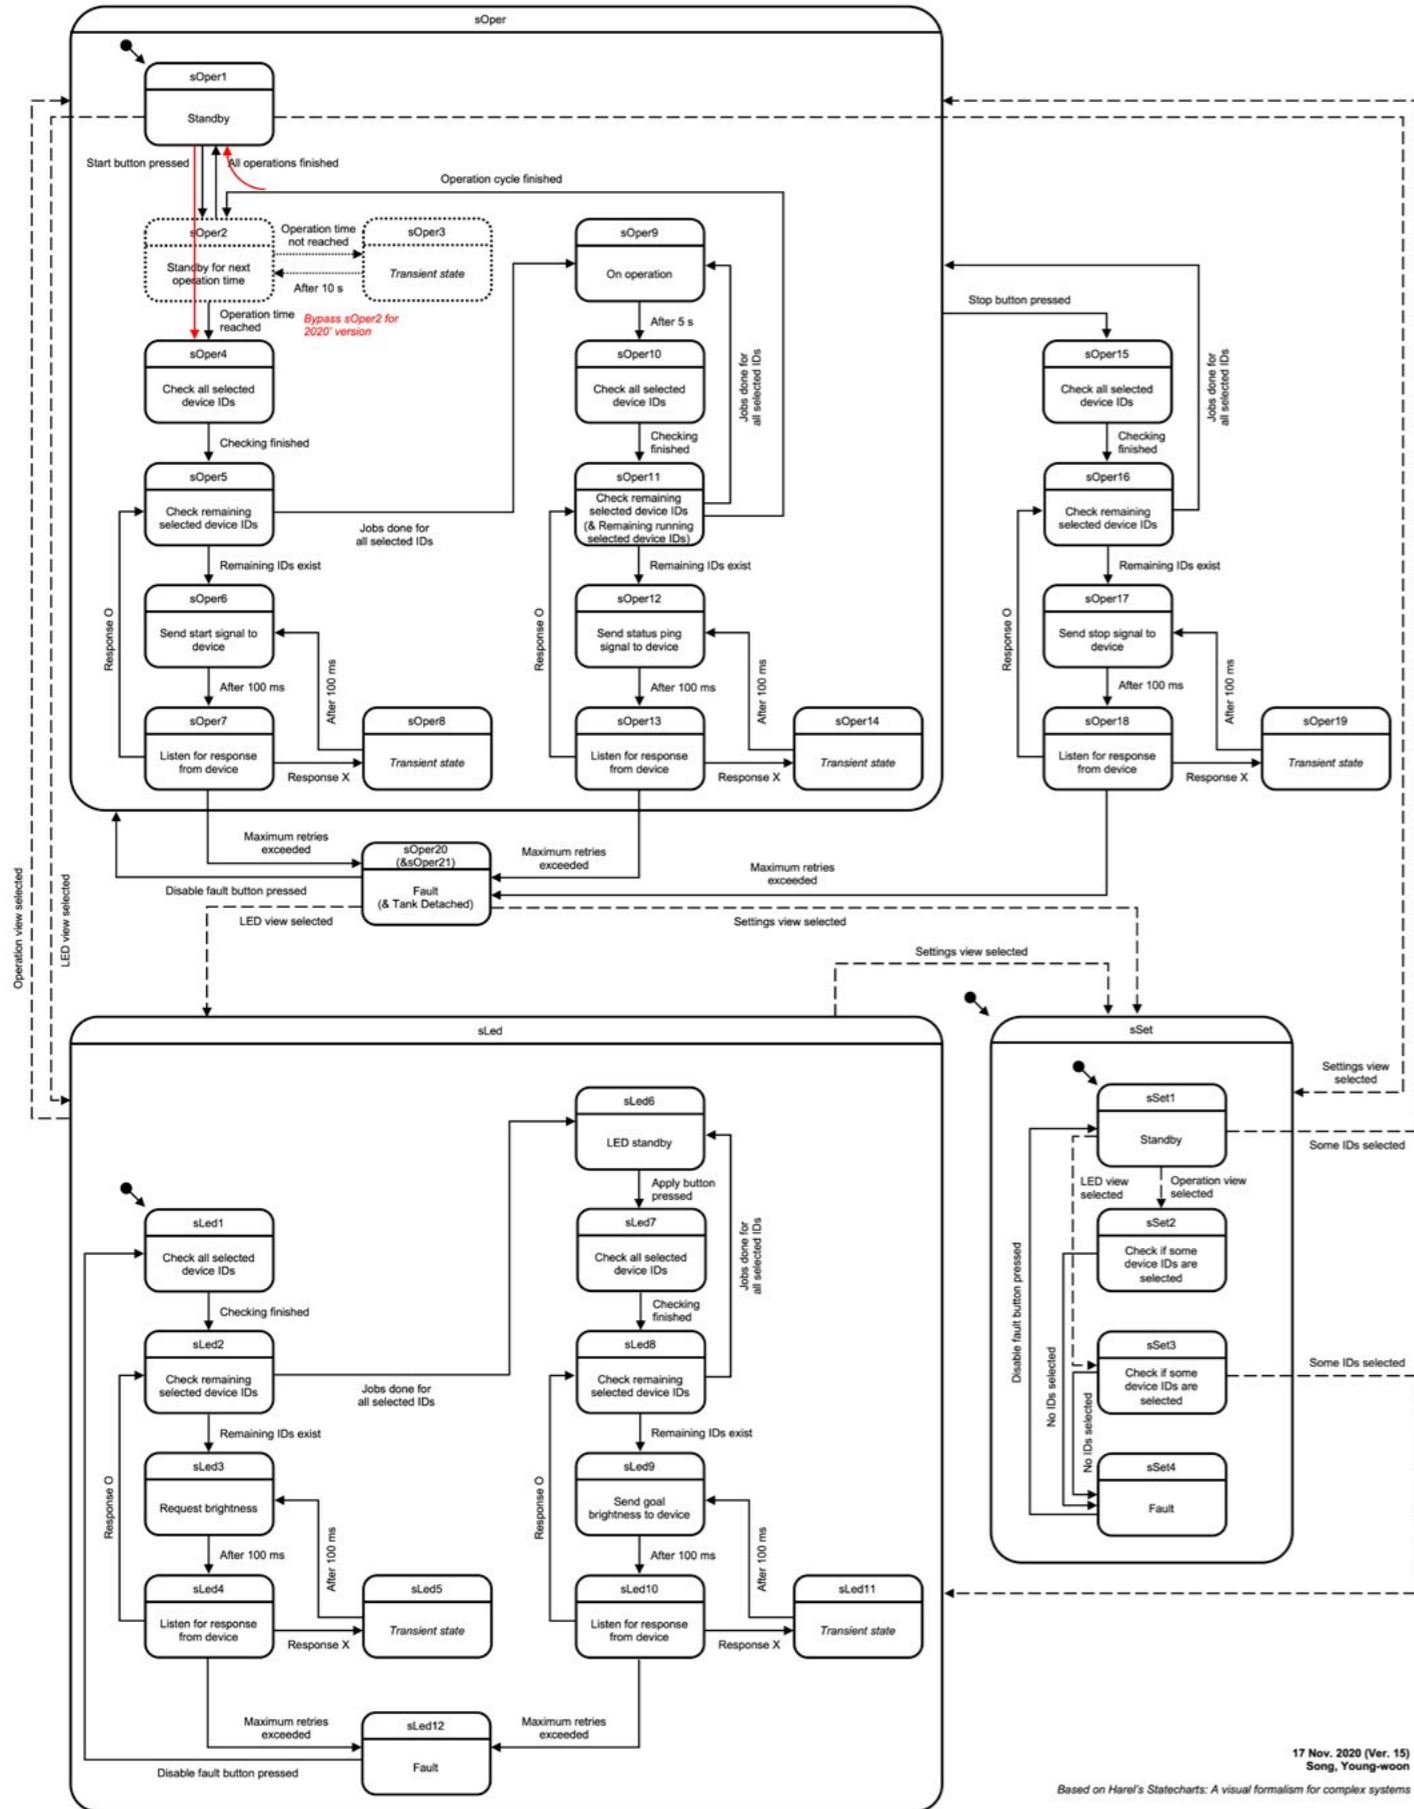 sOper
sOper1
Standby
Start button pressed
All operations finished
Operation cycle finished
sOper2
Standby for next
operation time
Operation time
not reached
After 10 s
sOper3
Transient state
Operation time
reached
Bypass sOper2 for
2020' version
sOper4
Check all selected
device IDs
Checking finished
sOper5
Check remaining
selected device IDs
Jobs done for
all selected IDs
Remaining IDs exist
sOper6
Send start signal to
device
Response O
After 100 ms
After 100 ms
sOper7
Listen for response
from device
Response X
sOper8
Transient state
sOper9
On operation
After 5 s
sOper10
Check all selected
device IDs
Checking
finished
Jobs done for
all selected IDs
sOper11
Check remaining
selected device IDs
(& Remaining running
selected device IDs)
Remaining IDs exist
sOper12
Send status ping
signal to device
Response O
After 100 ms
After 100 ms
sOper13
Listen for response
from device
Response X
sOper14
Transient state
Stop button pressed
sOper15
Check all selected
device IDs
Checking
finished
Jobs done for
all selected IDs
sOper16
Check remaining
selected device IDs
Remaining IDs exist
sOper17
Send stop signal to
device
Response O
After 100 ms
After 100 ms
sOper18
Listen for response
from device
Response X
sOper19
Transient state
Maximum retries
exceeded
sOper20
(&sOper21)
Fault
(& Tank Detached)
Maximum retries
exceeded
Maximum retries
exceeded
Disable fault button pressed
LED view selected
Settings view selected
Operation view selected
LED view selected
Settings view selected
sLed
sLed1
Check all selected
device IDs
Checking finished
sLed2
Check remaining
selected device IDs
Jobs done for
all selected IDs
Remaining IDs exist
sLed3
Request brightness
Response O
After 100 ms
After 100 ms
sLed4
Listen for response
from device
Response X
sLed5
Transient state
sLed6
LED standby
Apply button
pressed
sLed7
Check all selected
device IDs
Checking
finished
Jobs done for
all selected IDs
sLed8
Check remaining
selected device IDs
Remaining IDs exist
sLed9
Send goal
brightness to device
Response O
After 100 ms
After 100 ms
sLed10
Listen for response
from device
Response X
sLed11
Transient state
Maximum retries
exceeded
sLed12
Fault
Maximum retries
exceeded
Disable fault button pressed
sSet
Settings view
selected
sSet1
Standby
Some IDs selected
LED view
selected
Operation view
selected
sSet2
Check if some
device IDs are
selected
Disable fault button pressed
No IDs selected
No IDs selected
sSet3
Check if some
device IDs are
selected
Some IDs selected
sSet4
Fault
17 Nov. 2020 (Ver. 15)
Song, Young-woon
Based on Harel's Statecharts: A visual formalism for complex systems